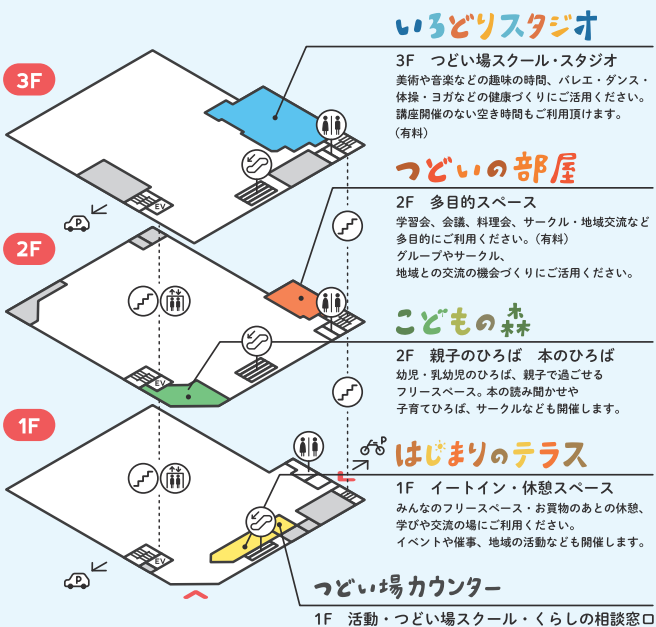 いろどりスタジオ
3F
3F つどい場スクール・スタジオ
美術や音楽などの趣味の時間、バレエ・ダンス・
体操・ヨガなどの健康づくりにご活用ください。
講座開催のない空き時間もご利用頂けます。
（有料）
つどいの部屋
EV
P
2F 多目的スペース
学習会、会議、料理会、サークル・地域交流など
多目的にご利用ください。（有料）
グループやサークル、
地域との交流の機会づくりにご活用ください。
2F
こどもの森
2F 親子のひろば 本のひろば
幼児・乳幼児のひろば、親子で過ごせる
フリースペース。本の読み聞かせや
子育てひろば、サークルなども開催します。
EV
1F
P
はじまりのテラス
1F イートイン・休憩スペース
みんなのフリースペース・お買物のあとの休憩、
学びや交流の場にご利用ください。
イベントや催事、地域の活動なども開催します。
EV
P
つどい場カウンター
1F 活動・つどい場スクール・くらしの相談窓口